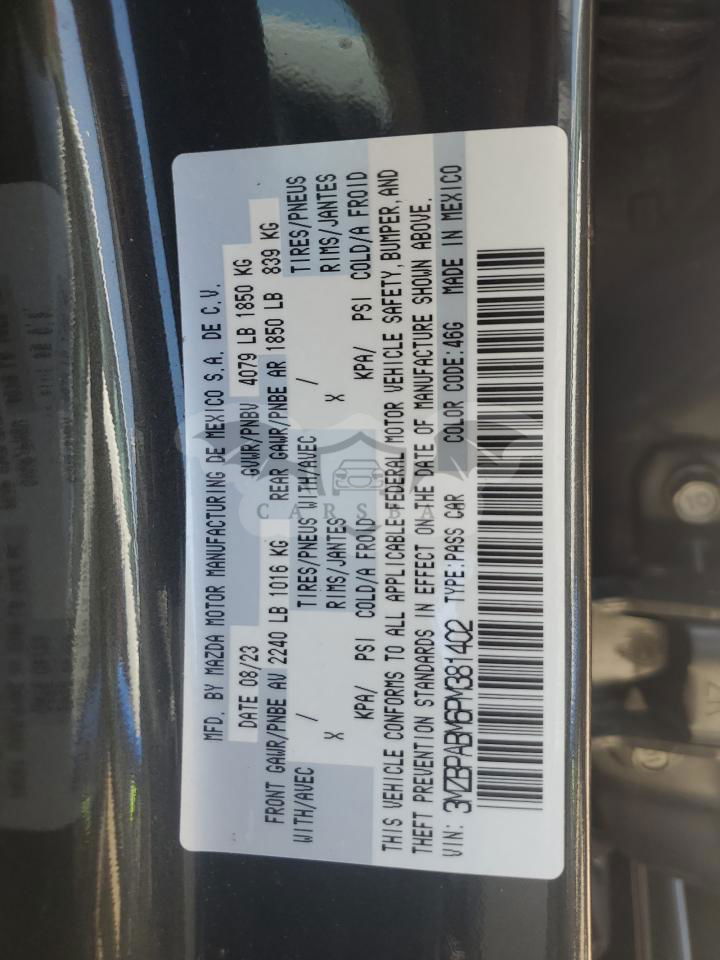 MFD. BY MAZDA MOTOR MANUFACTURING DE MEXICO S.A. DE C.V.
DATE 08/23 GVWR/PNBV 4079 LB 1850 KG
FRONT GAWR/PNBE AV 2240 LB 1016 KG REAR GAWR/PNBE AR 1850 LB 839 KG
WITH/AVEC / TIRES/PNEUS WITH/AVEC / TIRES/PNEUS
X RIMS/JANTES X RIMS/JANTES
KPA/ PSI COLD/A FROID KPA/ PSI COLD/A FROID
THIS VEHICLE CONFORMS TO ALL APPLICABLE FEDERAL MOTOR VEHICLE SAFETY, BUMPER, AND
THEFT PREVENTION STANDARDS IN EFFECT ON THE DATE OF MANUFACTURE SHOWN ABOVE.
VIN: 3MZBPABM6PM381402 TYPE:PASS CAR COLOR CODE:46G MADE IN MEXICO